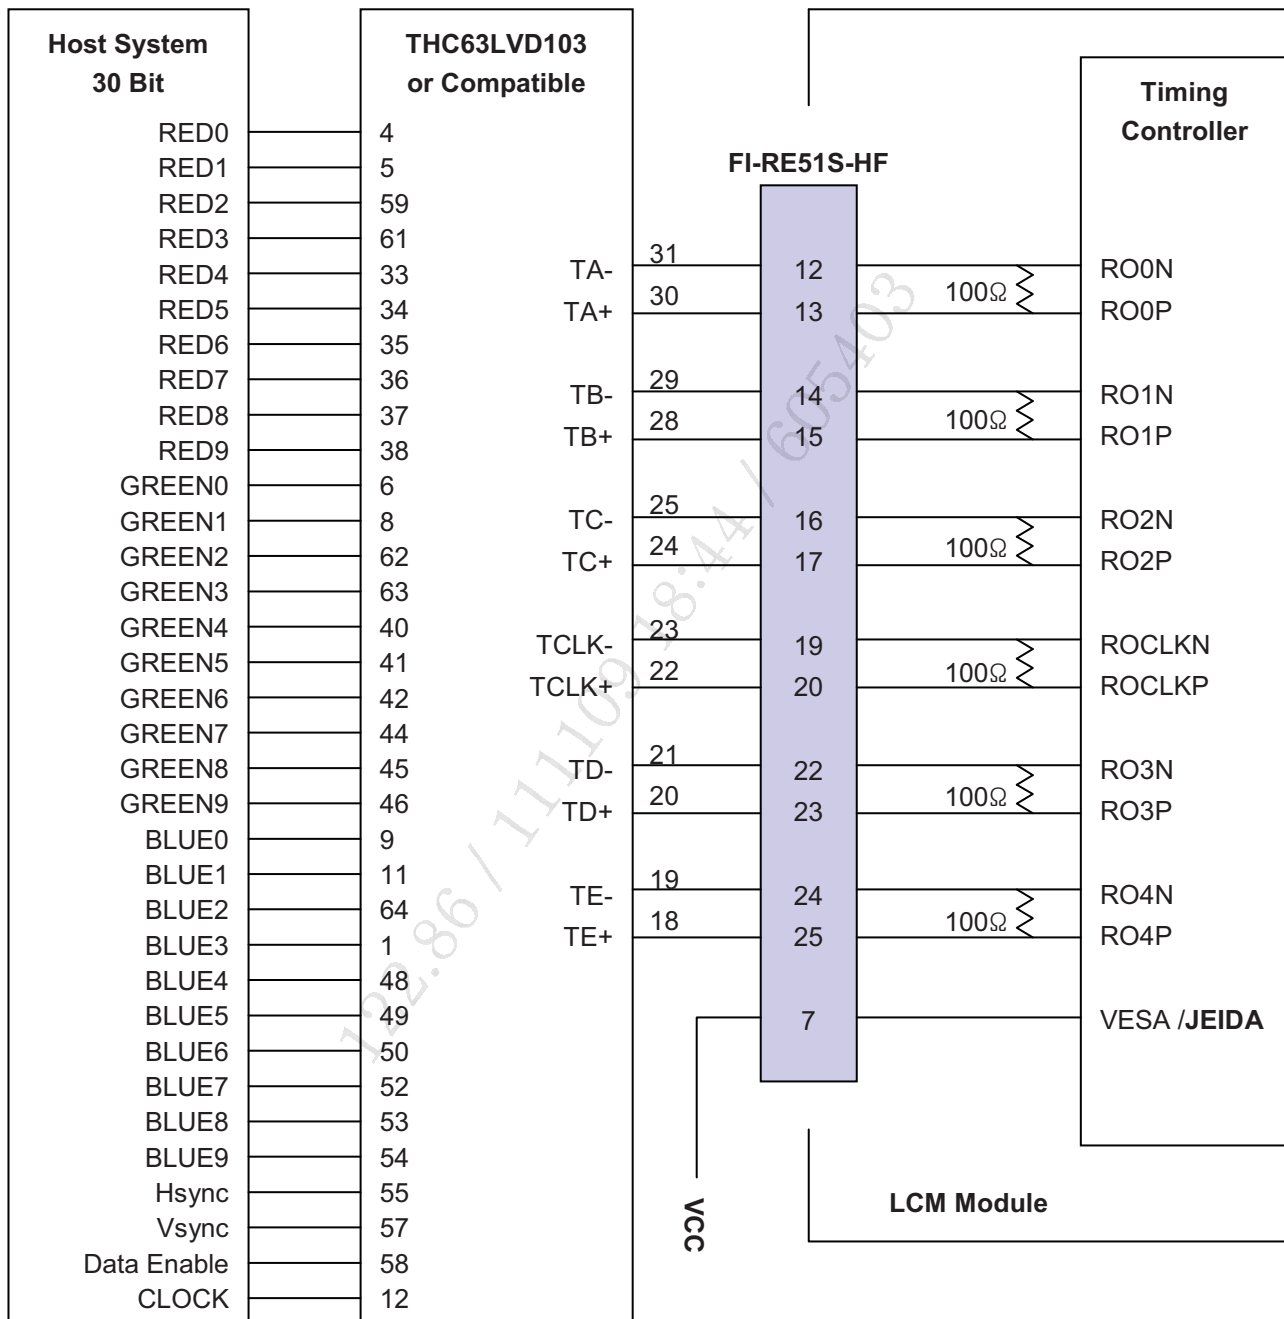 Host System
30 Bit
RED0
RED1
RED2
RED3
RED4
RED5
RED6
RED7
RED8
RED9
GREEN0
GREEN1
GREEN2
GREEN3
GREEN4
GREEN5
GREEN6
GREEN7
GREEN8
GREEN9
BLUE0
BLUE1
BLUE2
BLUE3
BLUE4
BLUE5
BLUE6
BLUE7
BLUE8
BLUE9
Hsync
Vsync
Data Enable
CLOCK
THC63LVD103
or Compatible
4
5
59
61
33
34
35
36
37
38
6
8
62
63
40
41
42
44
45
46
9
11
64
1
48
49
50
52
53
54
55
57
58
12
TA- 31
TA+ 30
TB- 29
TB+ 28
TC- 25
TC+ 24
TCLK- 23
TCLK+ 22
TD- 21
TD+ 20
TE- 19
TE+ 18
FI-RE51S-HF
12
13
14
15
16
17
19
20
22
23
24
25
7
100Ω
100Ω
100Ω
100Ω
100Ω
100Ω
Timing
Controller
RO0N
RO0P
RO1N
RO1P
RO2N
RO2P
ROCLKN
ROCLKP
RO3N
RO3P
RO4N
RO4P
VESA /JEIDA
VCC
LCM Module
122.86 / 111109 18:44 / 605403